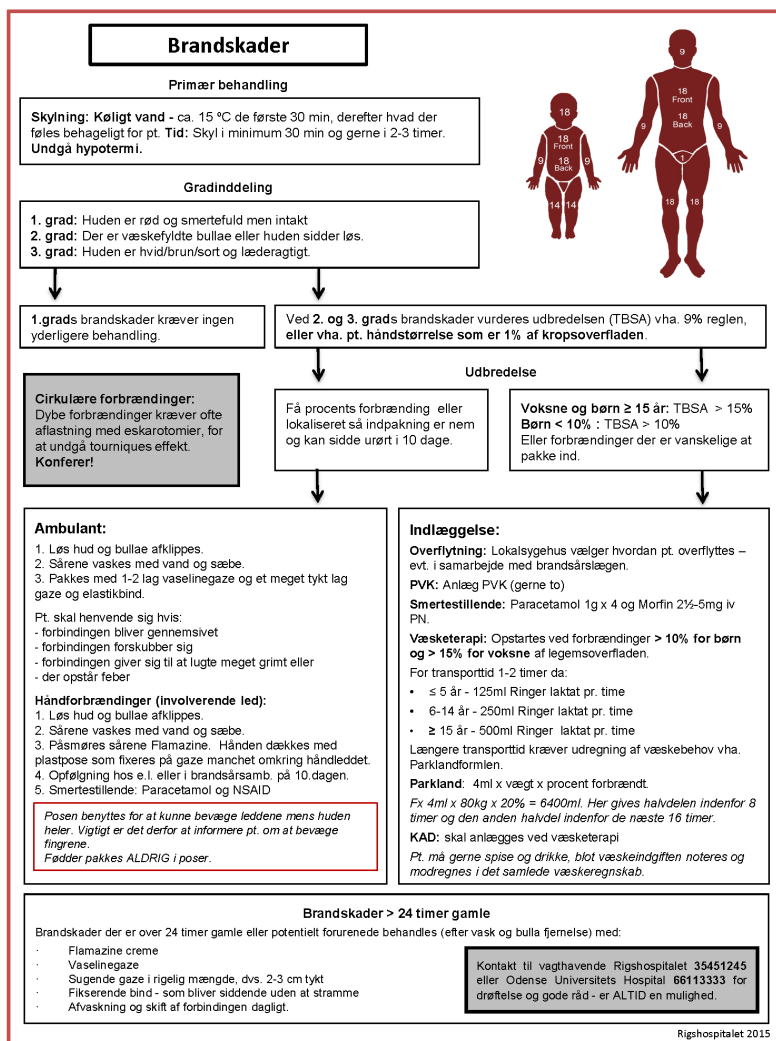 Brandskader
Primær behandling
Skylning: Køligt vand - ca. 15 ºC de første 30 min, derefter hvad der
føles behageligt for pt. Tid: Skyl i minimum 30 min og gerne i 2-3 timer.
Undgå hypotermi.
18
18
Front
18
Back
9
9
14
14
9
18
Front
18
Back
9
9
1
18
18
Gradinddeling
1. grad: Huden er rød og smertefuld men intakt
2. grad: Der er væskefyldte bullae eller huden sidder løs.
3. grad: Huden er hvid/brun/sort og læderagtigt.
1.grads brandskader kræver ingen
yderligere behandling.
Ved 2. og 3. grads brandskader vurderes udbredelsen (TBSA) vha. 9% reglen,
eller vha. pt. håndstørrelse som er 1% af kropsoverfladen.
Udbredelse
Cirkulære forbrændinger:
Dybe forbrændinger kræver ofte
aflastning med eskarotomier, for
at undgå tourniques effekt.
Konferer!
Få procents forbrænding eller
lokaliseret så indpakning er nem
og kan sidde urørt i 10 dage.
Voksne og børn ≥ 15 år: TBSA > 15%
Børn < 10% : TBSA > 10%
Eller forbrændinger der er vanskelige at
pakke ind.
Ambulant:
1. Løs hud og bullae afklippes.
2. Sårene vaskes med vand og sæbe.
3. Pakkes med 1-2 lag vaselinegaze og et meget tykt lag
gaze og elastikbind.
Pt. skal henvende sig hvis:
- forbindingen bliver gennemsivet
- forbindingen forskubber sig
- forbindingen giver sig til at lugte meget grimt eller
- der opstår feber
Håndforbrændinger (involverende led):
1. Løs hud og bullae afklippes.
2. Sårene vaskes med vand og sæbe.
3. Påsmøres sårene Flamazine. Hånden dækkes med
plastpose som fixeres på gaze manchet omkring håndleddet.
4. Opfølgning hos e.l. eller i brandsårsamb. på 10.dagen.
5. Smertestillende: Paracetamol og NSAID
Posen benyttes for at kunne bevæge leddene mens huden
heler. Vigtigt er det derfor at informere pt. om at bevæge
fingrene.
Fødder pakkes ALDRIG i poser.
Indlæggelse:
Overflytning: Lokalsygehus vælger hvordan pt. overflyttes –
evt. i samarbejde med brandsårslægen.
PVK: Anlæg PVK (gerne to)
Smertestillende: Paracetamol 1g x 4 og Morfin 2½-5mg iv
PN.
Væsketerapi: Opstartes ved forbrændinger > 10% for børn
og > 15% for voksne af legemsoverfladen.
For transporttid 1-2 timer da:
• ≤ 5 år - 125ml Ringer laktat pr. time
• 6-14 år - 250ml Ringer laktat pr. time
• ≥ 15 år - 500ml Ringer laktat pr. time
Længere transporttid kræver udregning af væskebehov vha.
Parklandformlen.
Parkland: 4ml x vægt x procent forbrændt.
Fx 4ml x 80kg x 20% = 6400ml. Her gives halvdelen indenfor 8
timer og den anden halvdel indenfor de næste 16 timer.
KAD: skal anlægges ved væsketerapi
Pt. må gerne spise og drikke, blot væskeindgiften noteres og
modregnes i det samlede væskeregnskab.
Brandskader > 24 timer gamle
Brandskader der er over 24 timer gamle eller potentielt forurenede behandles (efter vask og bulla fjernelse) med:
· Flamazine creme
· Vaselinegaze
· Sugende gaze i rigelig mængde, dvs. 2-3 cm tykt
· Fikserende bind - som bliver siddende uden at stramme
· Afvaskning og skift af forbindingen dagligt.
Kontakt til vagthavende Rigshospitalet 35451245
eller Odense Universitets Hospital 66113333 for
drøftelse og gode råd - er ALTID en mulighed.
Rigshospitalet 2015